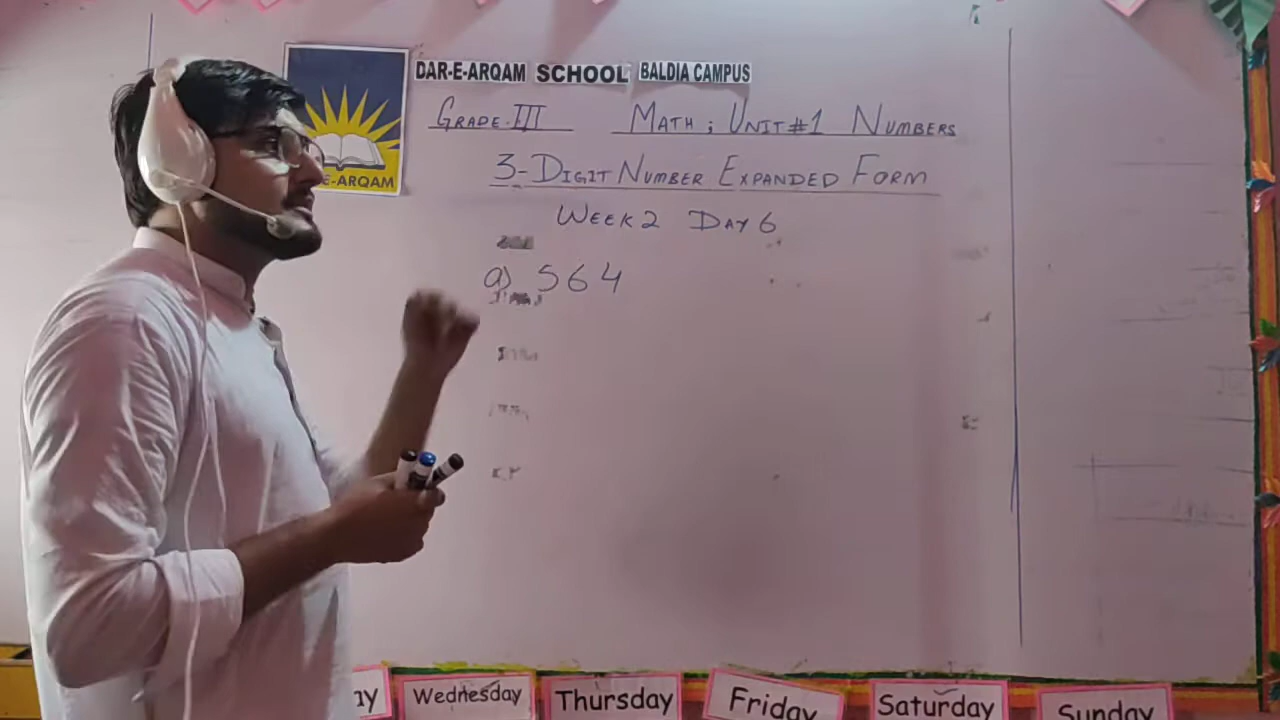 DAR-E-ARQAM SCHOOL BALDIA CAMPUS
E-ARQAM
GRADE-III MATH; UNIT#1 NUMBERS
3-DIGIT NUMBER EXPANDED FORM
WEEK 2 DAY 6
a) 564
ay Wednesday Thursday Friday Saturday Sunday